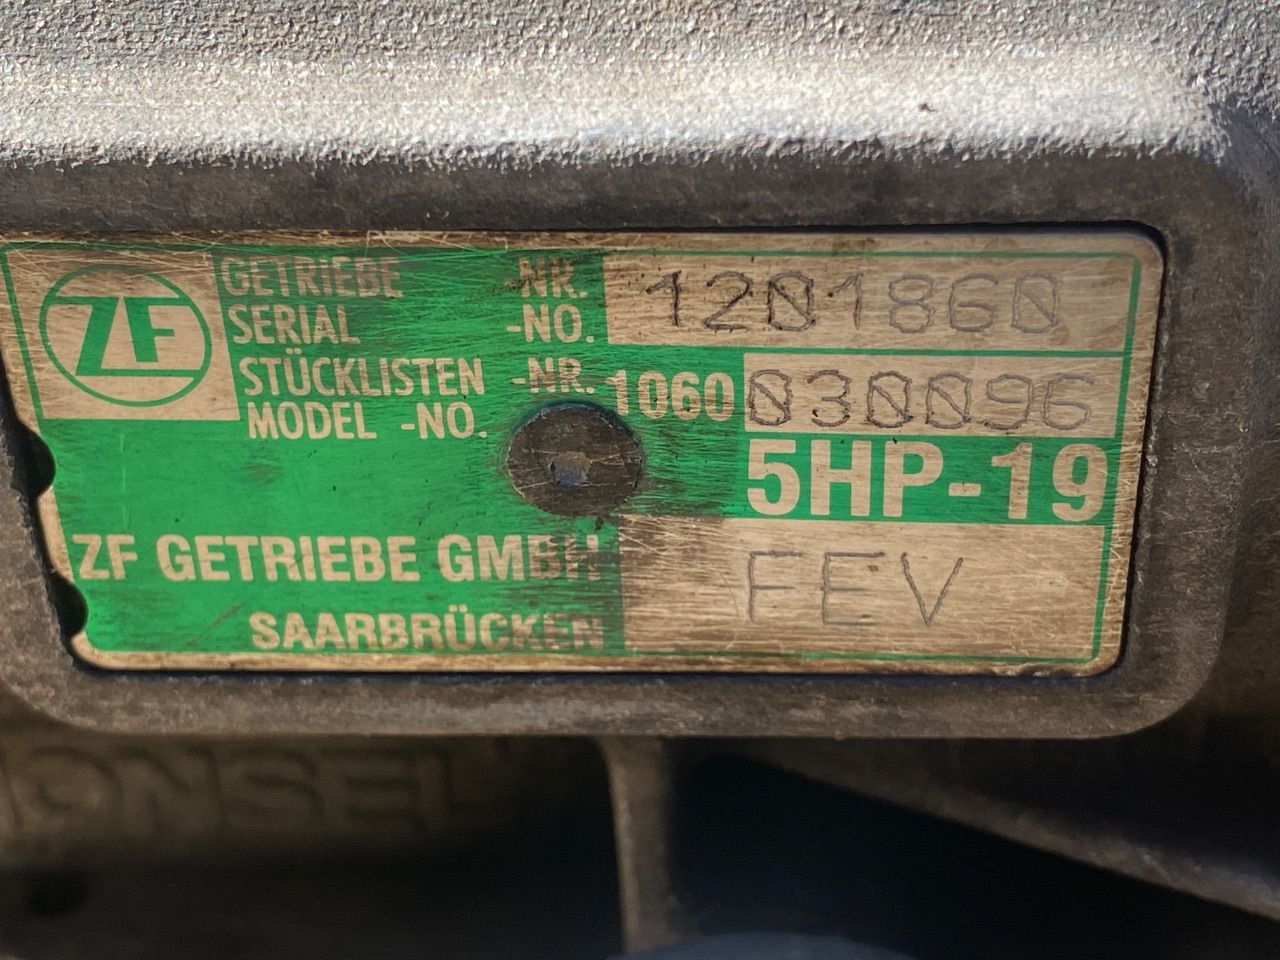 ZF
GETRIEBE -NR. 1201860
SERIAL -NO.
STÜCKLISTEN -NR. 1060 030096
MODEL -NO.
5HP-19
ZF GETRIEBE GMBH FEV
SAARBRÜCKEN
HONSEL